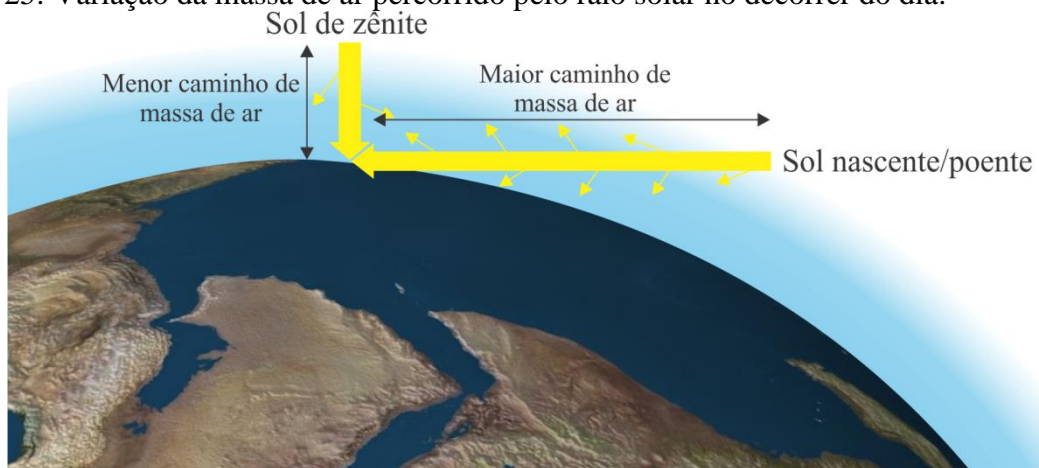 23: Variação da massa de ar percorrido pelo raio solar no decorrer do dia.
Sol de zênite
Menor caminho de
massa de ar
Maior caminho de
massa de ar
Sol nascente/poente